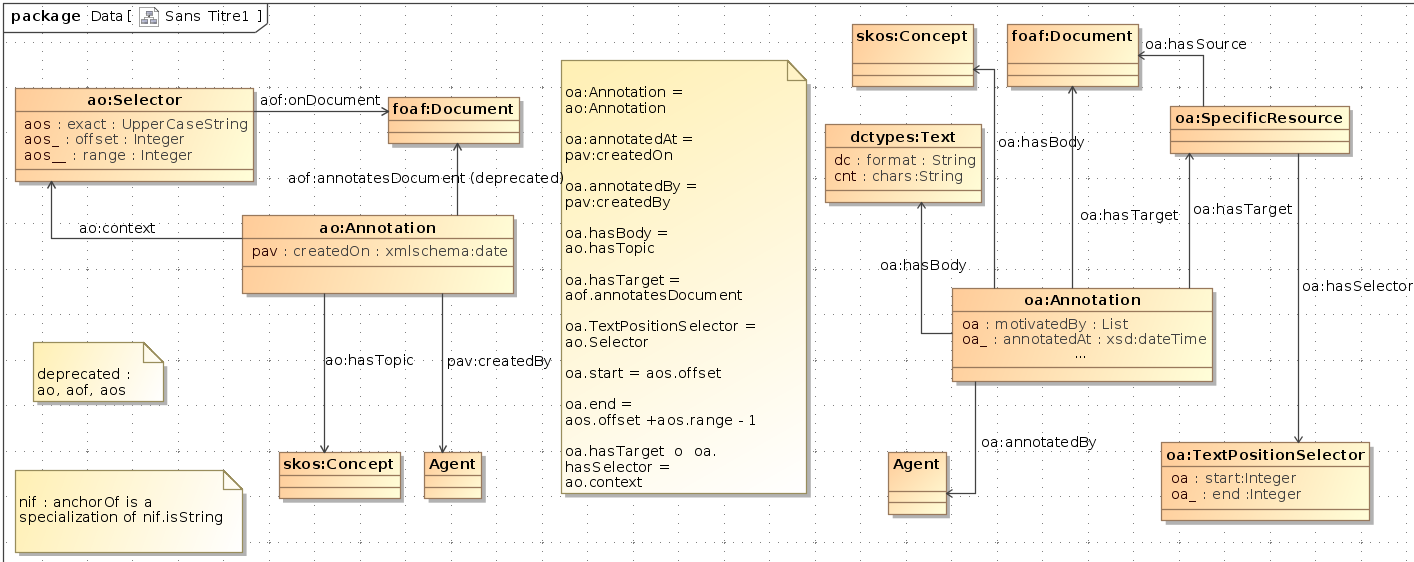 package Data [ Sans Titre1 ]
ao:Selector
aos : exact : UpperCaseString
aos_ : offset : Integer
aos__ : range : Integer
aof:onDocument
foaf:Document
aof:annotatesDocument (deprecated)
ao:context
ao:Annotation
pav : createdOn : xmlschema:date
ao:hasTopic
pav:createdBy
skos:Concept
Agent
deprecated :
ao, aof, aos
nif : anchorOf is a
specialization of nif.isString
oa:Annotation =
ao:Annotation
oa:annotatedAt =
pav:createdOn
oa.annotatedBy =
pav:createdBy
oa.hasBody =
ao.hasTopic
oa.hasTarget =
aof.annotatesDocument
oa.TextPositionSelector =
ao.Selector
oa.start = aos.offset
oa.end =
aos.offset +aos.range - 1
oa.hasTarget o oa.
hasSelector =
ao.context
skos:Concept
foaf:Document
oa:hasSource
oa:SpecificResource
dctypes:Text
dc : format : String
cnt : chars:String
oa:hasBody
oa:hasTarget
oa:hasTarget
oa:hasBody
oa:hasSelector
oa:Annotation
oa : motivatedBy : List
oa_ : annotatedAt : xsd:dateTime
...
oa:annotatedBy
Agent
oa:TextPositionSelector
oa : start:Integer
oa_ : end :Integer